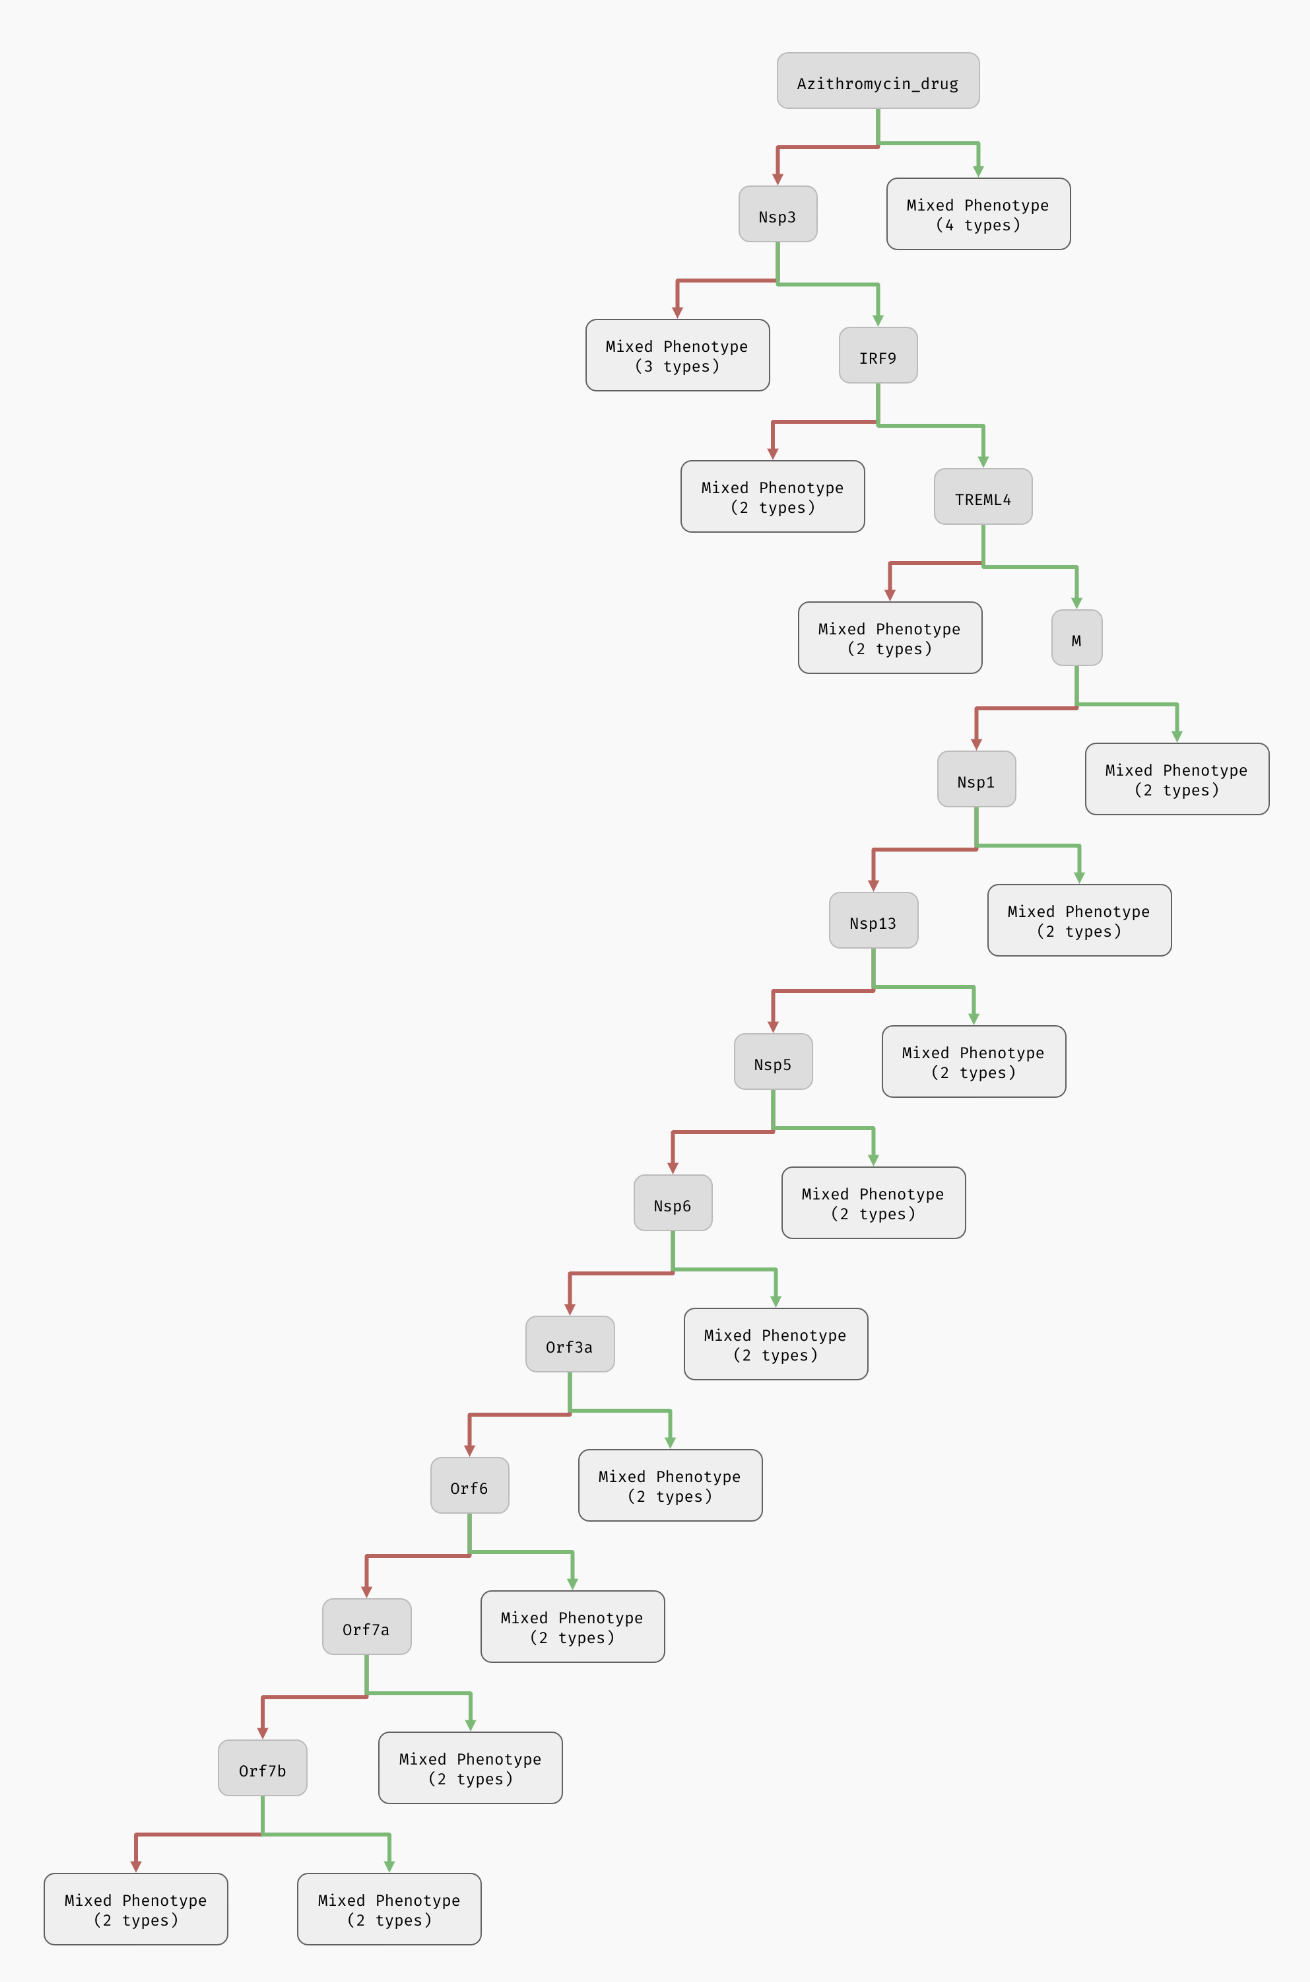 Azithromycin_drug
Nsp3
Mixed Phenotype
(4 types)
Mixed Phenotype
(3 types)
IRF9
Mixed Phenotype
(2 types)
TREML4
Mixed Phenotype
(2 types)
M
Nsp1
Mixed Phenotype
(2 types)
Nsp13
Mixed Phenotype
(2 types)
Nsp5
Mixed Phenotype
(2 types)
Nsp6
Mixed Phenotype
(2 types)
Orf3a
Mixed Phenotype
(2 types)
Orf6
Mixed Phenotype
(2 types)
Orf7a
Mixed Phenotype
(2 types)
Orf7b
Mixed Phenotype
(2 types)
Mixed Phenotype
(2 types)
Mixed Phenotype
(2 types)